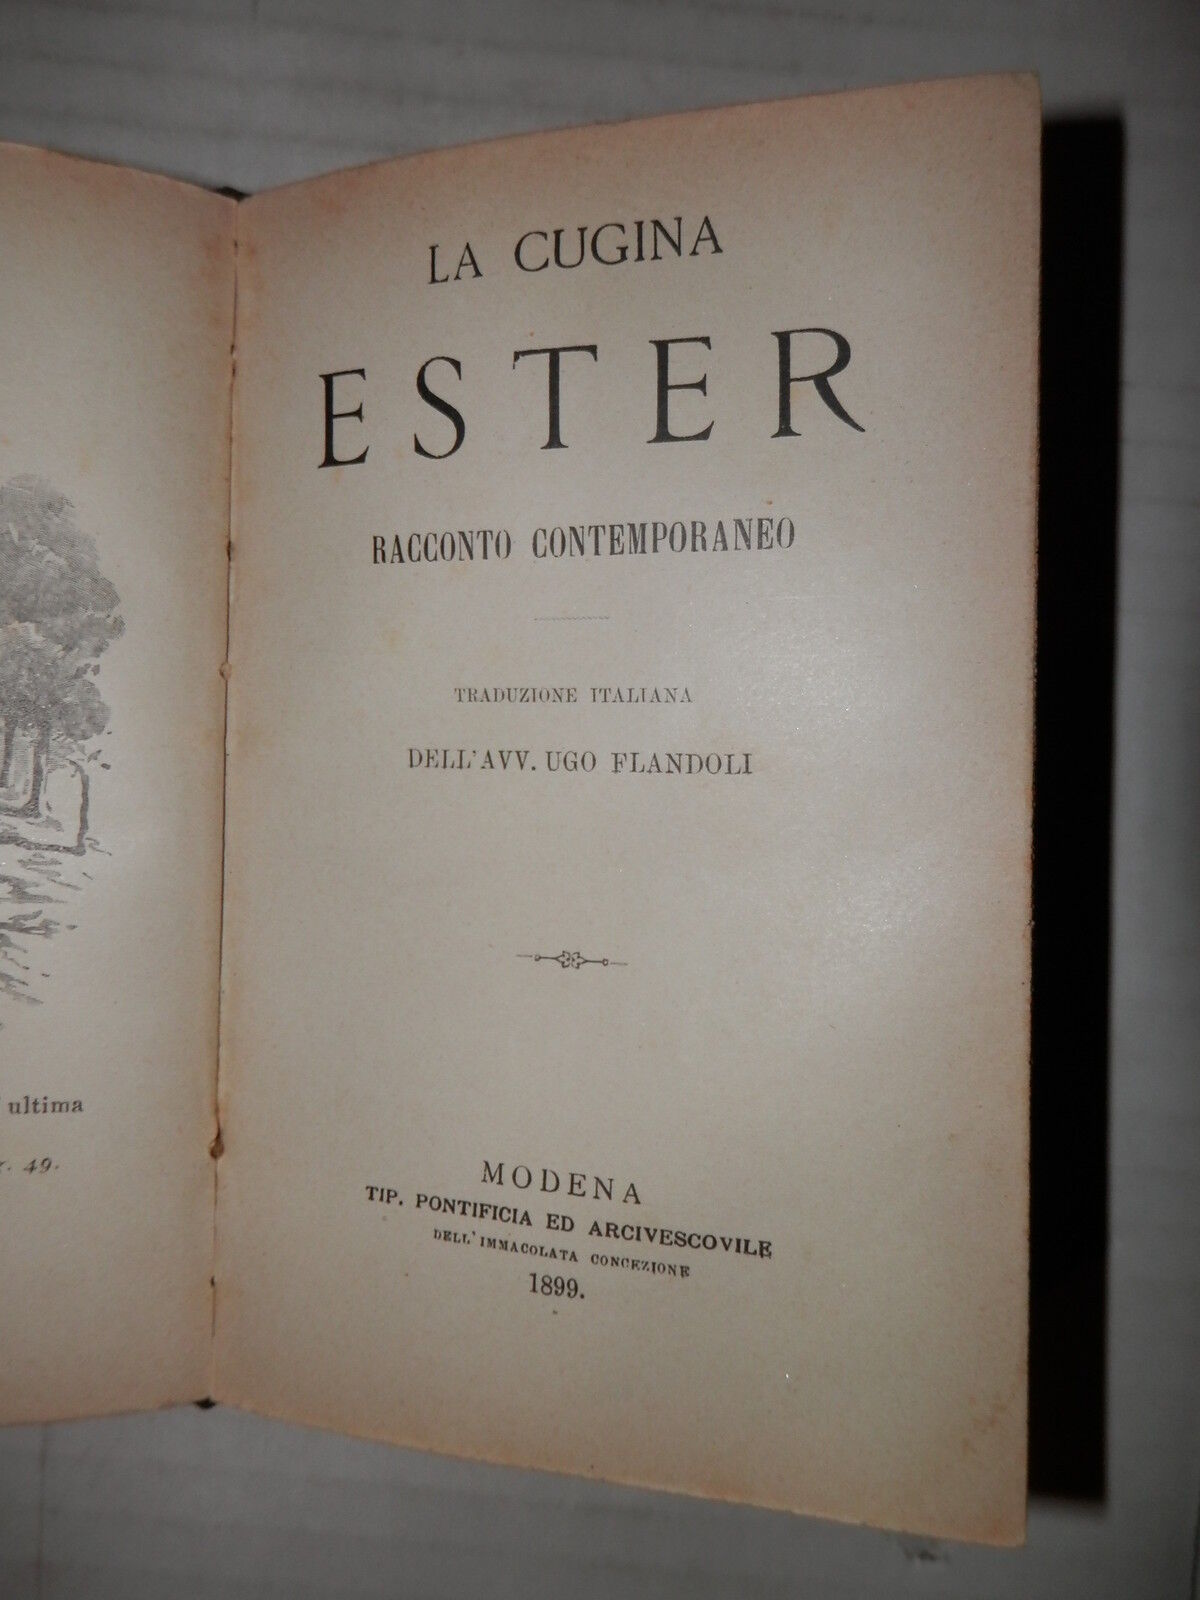 ultima
49.
LA CUGINA
ESTER
RACCONTO CONTEMPORANEO
TRADUZIONE ITALIANA
DELL'AVV. UGO FLANDOLI
MODENA
TIP. PONTIFICIA ED ARCIVESCOVILE
DELL'IMMACOLATA CONCEZIONE
1899.